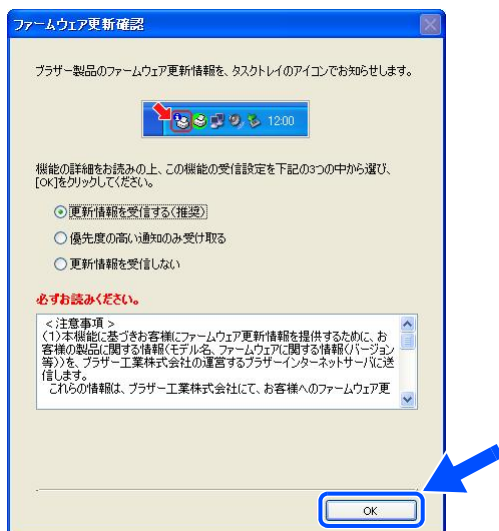 ファームウェア更新確認
ブラザー製品のファームウェア更新情報を、タスクトレイのアイコンでお知らせします。
12:00
機能の詳細をお読みの上、この機能の受信設定を下記の3つの中から選び、
[OK]をクリックしてください。
更新情報を受信する(推奨)
優先度の高い通知のみ受け取る
更新情報を受信しない
必ずお読みください。
<注意事項>
(1)本機能に基づきお客様にファームウェア更新情報を提供するために、お
客様の製品に関する情報(モデル名、ファームウェアに関する情報(バージョン
等))を、ブラザー工業株式会社の運営するブラザーインターネットサーバに送
信します。
これらの情報は、ブラザー工業株式会社にて、お客様へのファームウェア更
OK